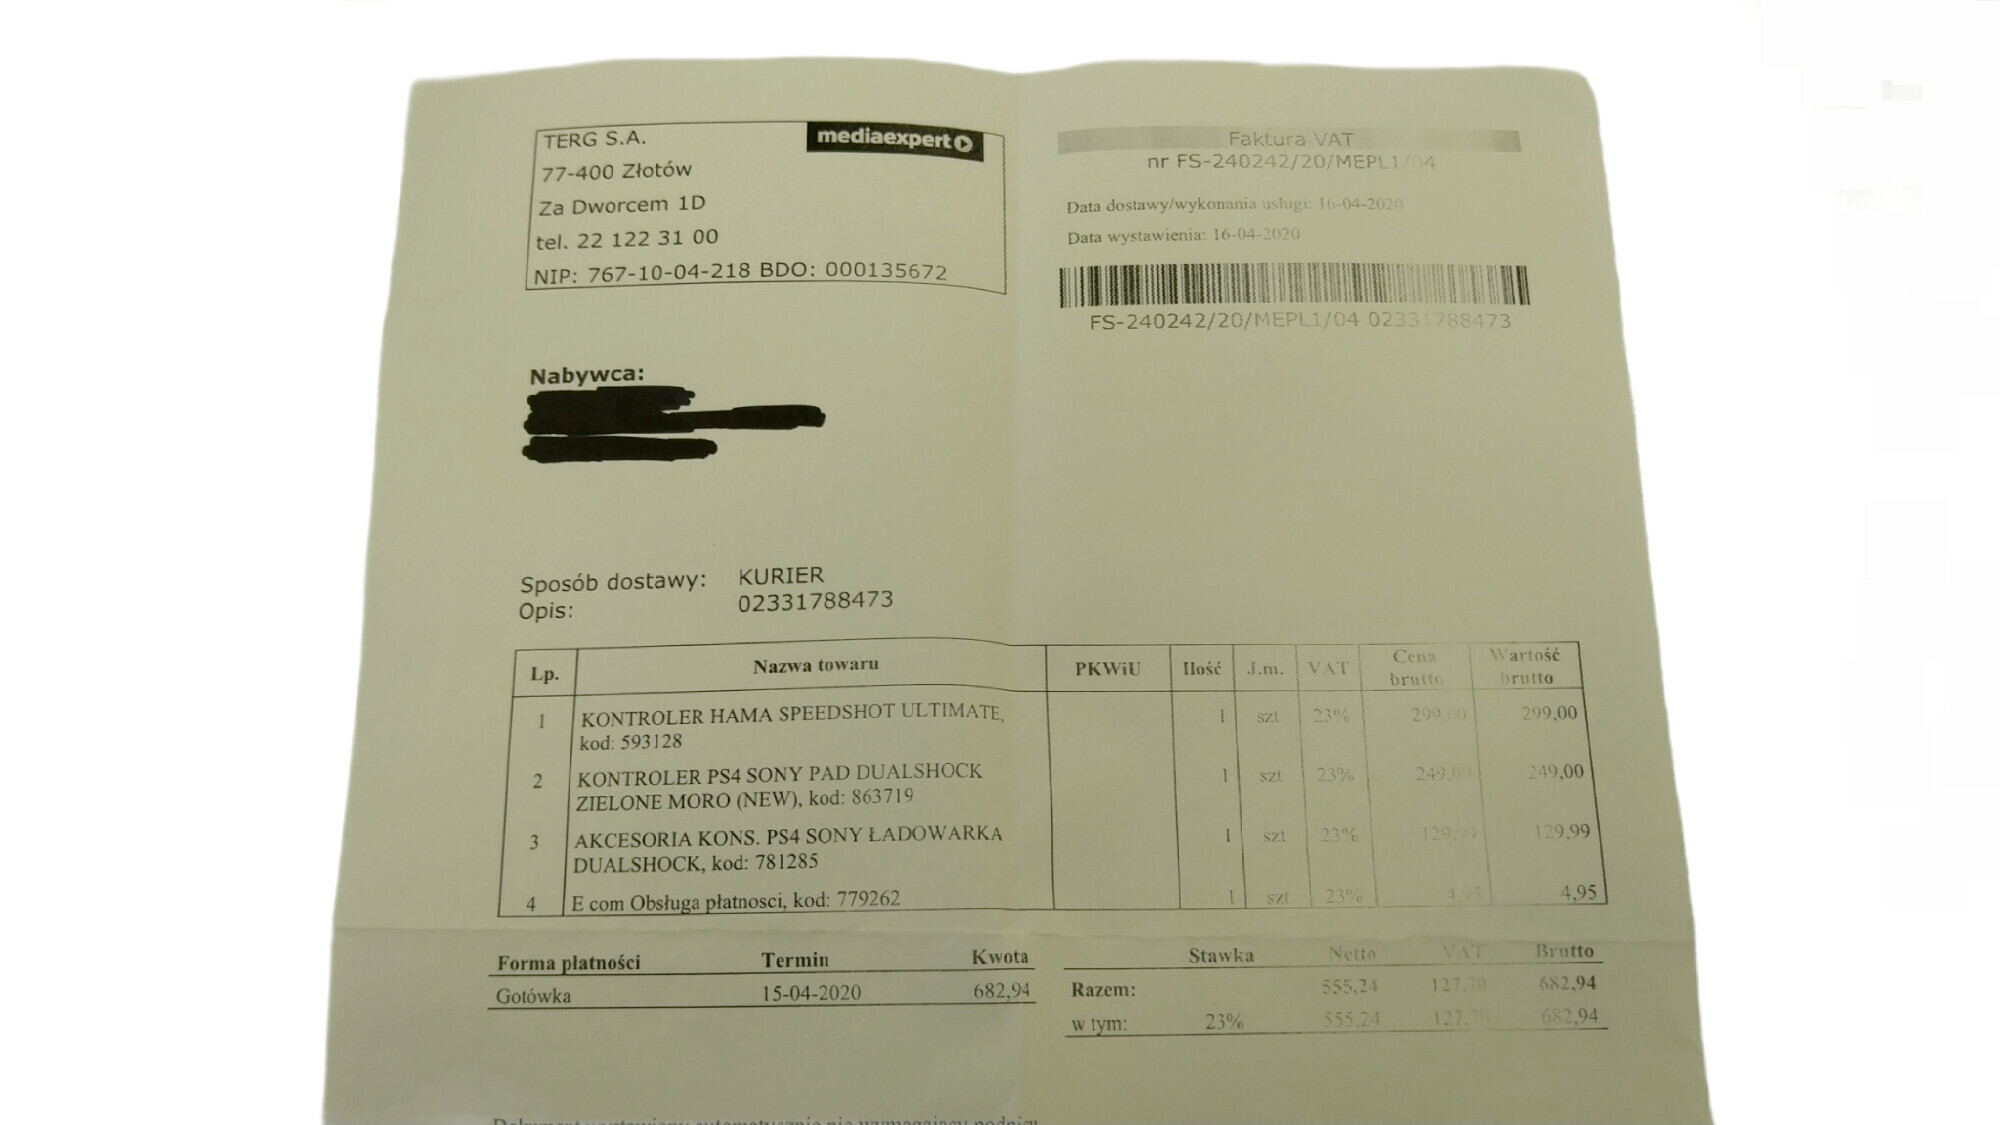 TERG S.A.
mediaexpert
77-400 Złotów
Za Dworcem 1D
tel. 22 122 31 00
NIP: 767-10-04-218 BDO: 000135672
Faktura VAT
nr FS-240242/20/MEPL1/04
Data dostawy/wykonania usługi: 16-04-2020
Data wystawienia: 16-04-2020
FS-240242/20/MEPL1/04 02331788473
Nabywca:
Sposób dostawy: KURIER
Opis: 02331788473
Lp. Nazwa towaru PKWiU Ilość J.m. VAT Cena brutto Wartość brutto
1 KONTROLER HAMA SPEEDSHOT ULTIMATE, 1 szt 23% 299,00 299,00
kod: 593128
2 KONTROLER PS4 SONY PAD DUALSHOCK 1 szt 23% 249,00 249,00
ZIELONE MORO (NEW), kod: 863719
3 AKCESORIA KONS. PS4 SONY ŁADOWARKA 1 szt 23% 129,99 129,99
DUALSHOCK, kod: 781285
4 E com Obsługa płatnosci, kod: 779262 1 szt 23% 4,95 4,95
Forma płatności Termin Kwota
Gotówka 15-04-2020 682,94
Stawka Netto VAT Brutto
Razem: 555,24 127,70 682,94
w tym: 23% 555,24 127,70 682,94
Dokument wystawiony automatycznie nie wymagający podpisu